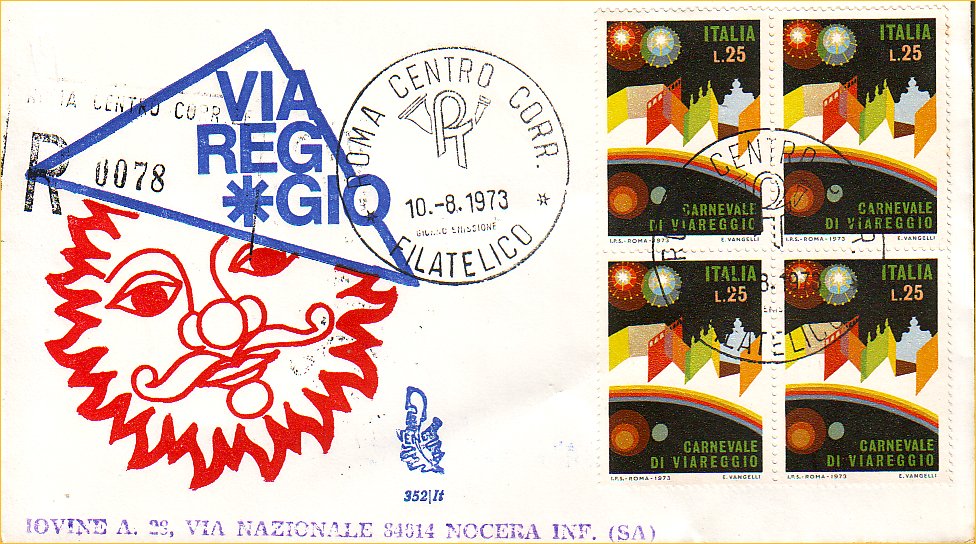 VIA
REG
*GIO
ROMA CENTRO CORR.
R 0078
ROMA CENTRO CORR.
10.-8.1973
GIORNO EMISSIONE
FILATELICO
ITALIA
L.25
CARNEVALE
DI VIAREGGIO
I.P.S.-ROMA-1973 E. VANGELLI
ITALIA
L.25
CARNEVALE
DI VIAREGGIO
I.P.S.-ROMA-1973 E. VANGELLI
CENTRO
8.1973
FILATELICO
ITALIA
L.25
CARNEVALE
DI VIAREGGIO
I.P.S.-ROMA-1973 E. VANGELLI
ITALIA
L.25
CARNEVALE
DI VIAREGGIO
I.P.S.-ROMA-1973 E. VANGELLI
352|It
IOVINE A. 28, VIA NAZIONALE 84014 NOCERA INF. (SA)